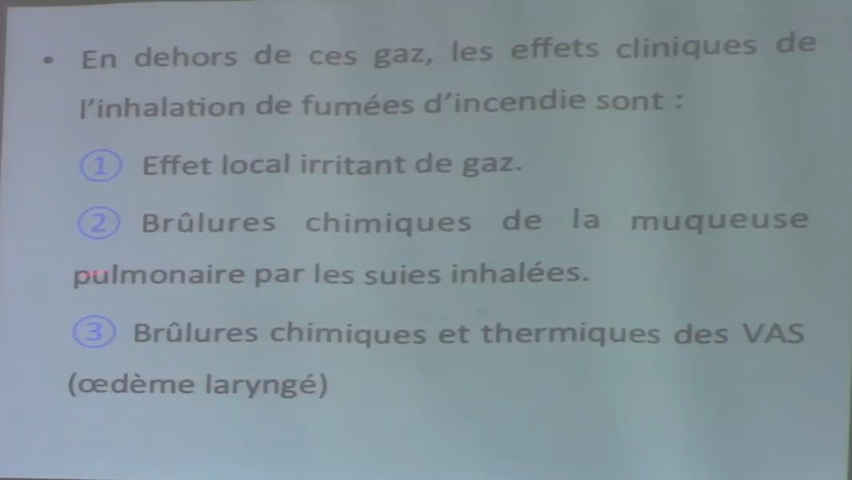 • En dehors de ces gaz, les effets cliniques de
l'inhalation de fumées d'incendie sont :
① Effet local irritant de gaz.
② Brûlures chimiques de la muqueuse
pulmonaire par les suies inhalées.
③ Brûlures chimiques et thermiques des VAS
(œdème laryngé)